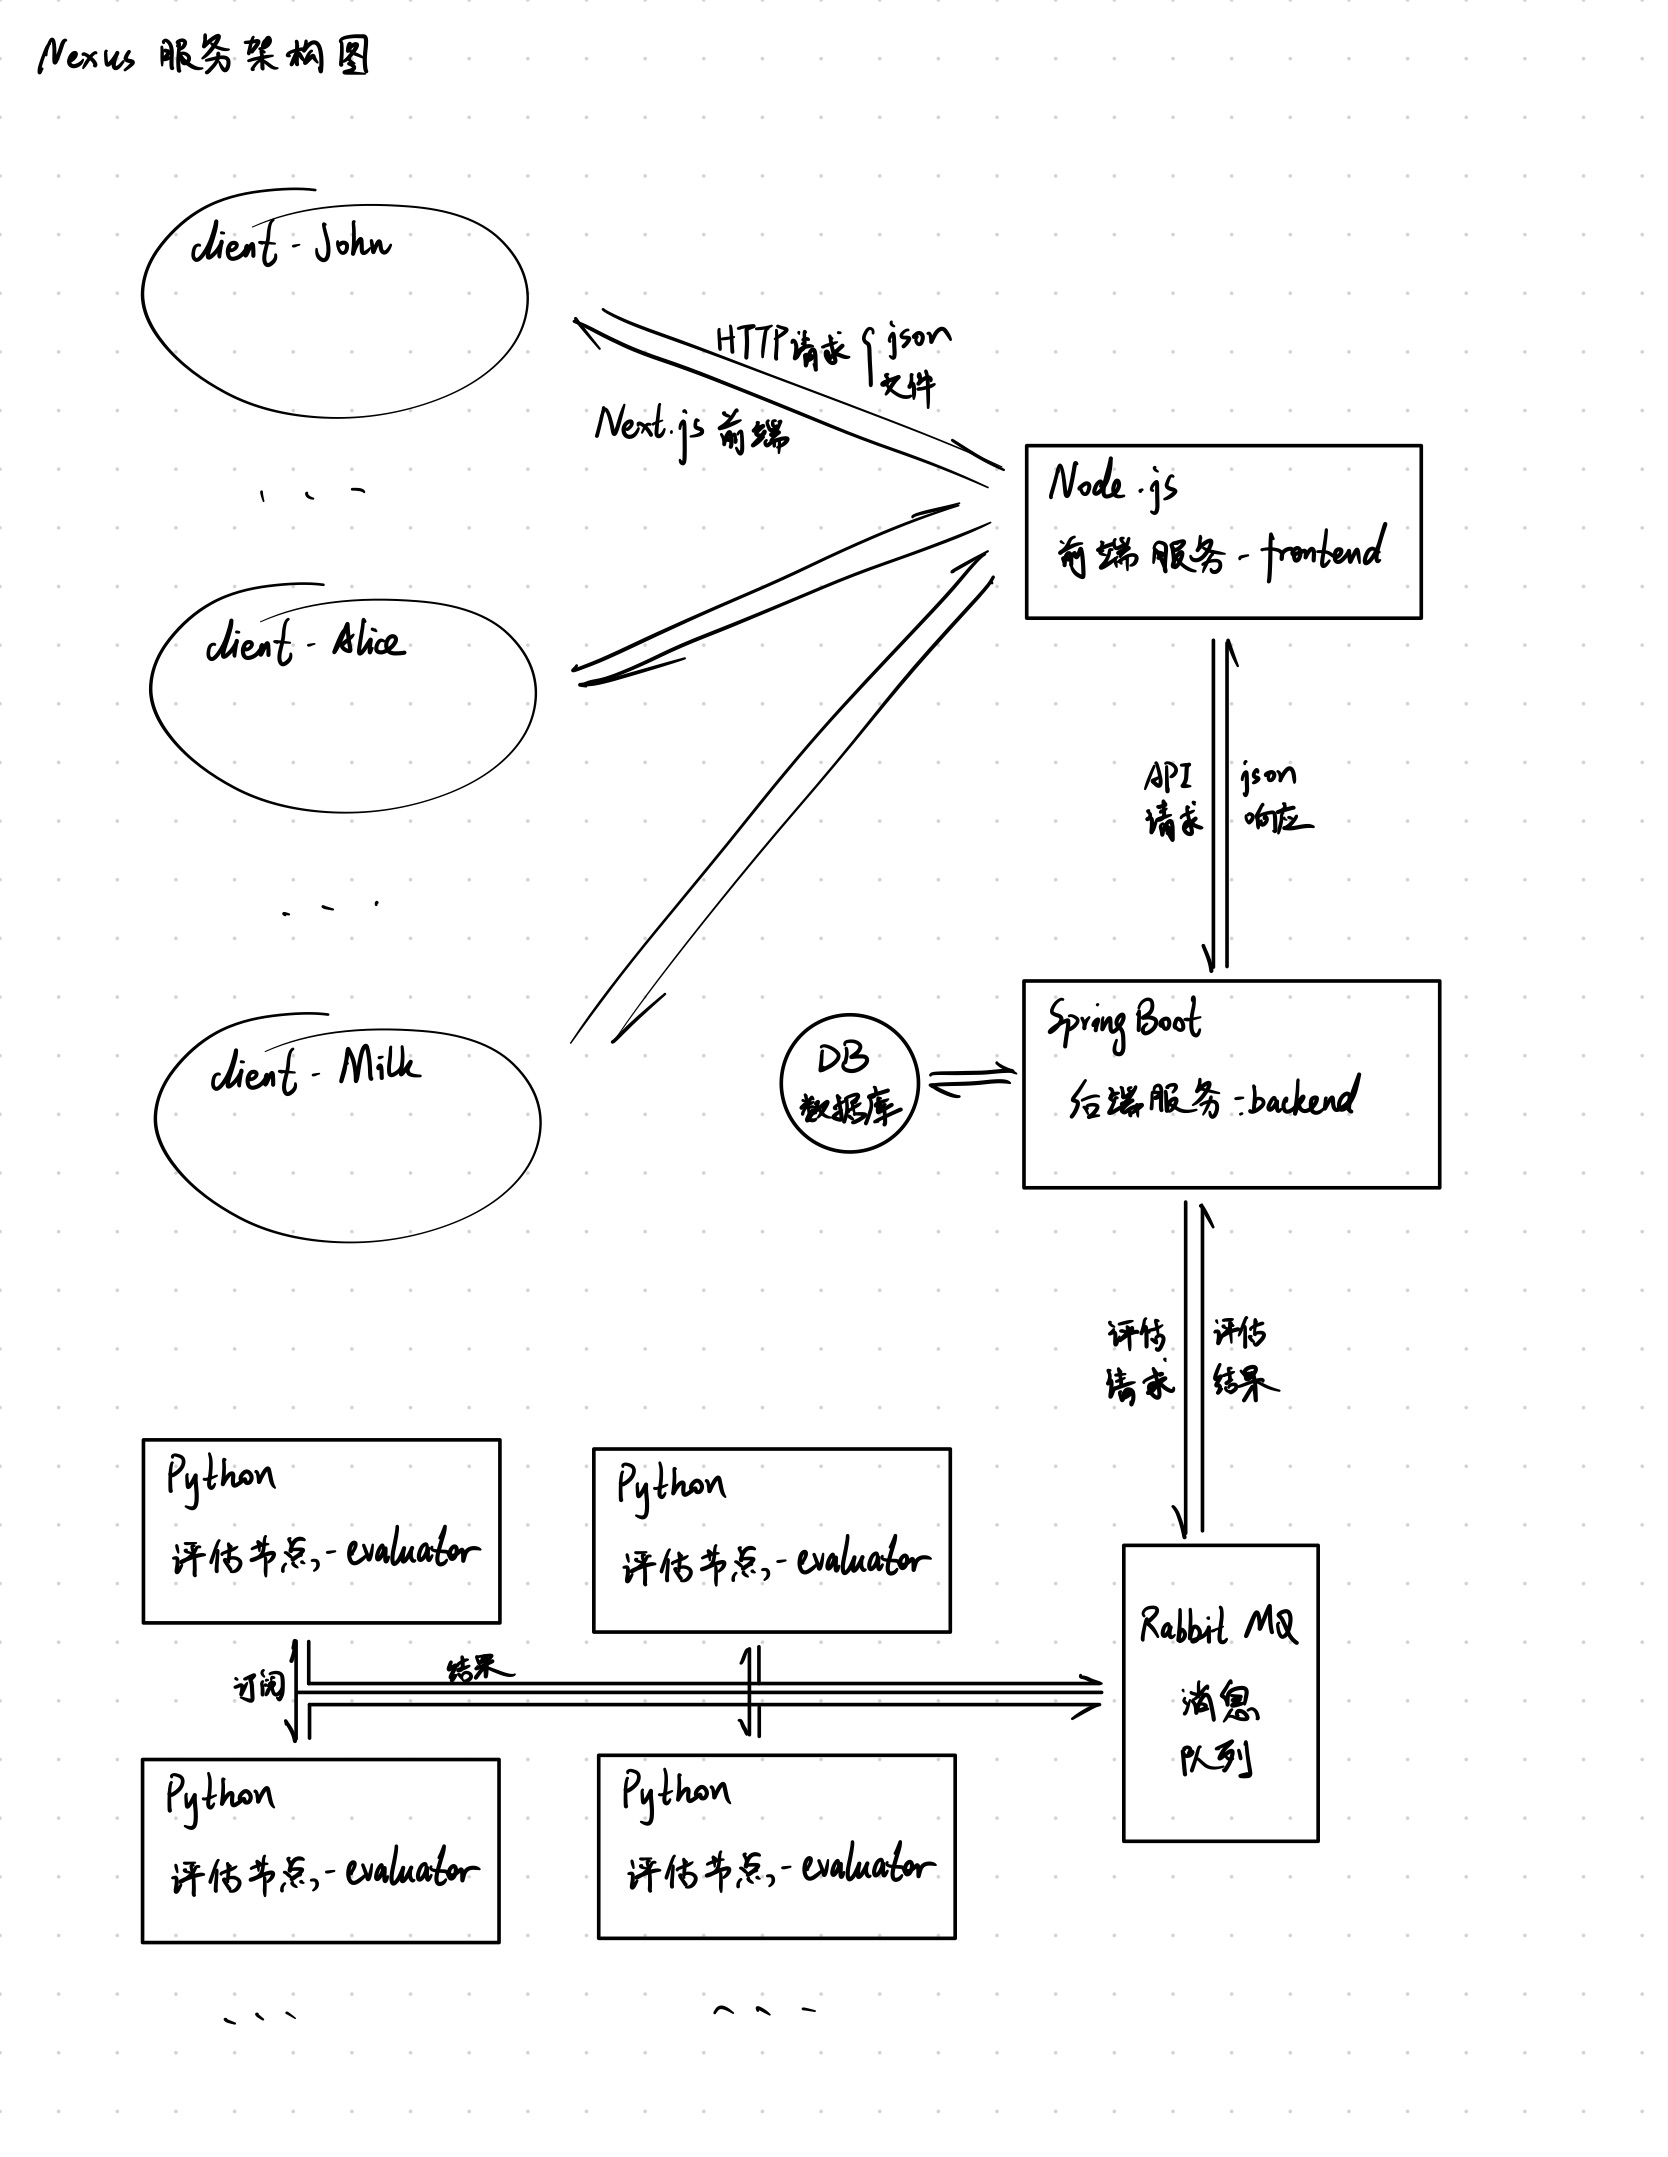 Nexus 服务架构图
client - John
HTTP请求 { json
文件
Next.js 前端
Node.js
前端服务 - frontend
client - Alice
API
请求
json
响应
client - Milk
DB
数据库
Spring Boot
后端服务 - backend
评估
请求
评估
结果
Python
评估节点 - evaluator
Python
评估节点 - evaluator
订阅
结果
Rabbit MQ
消息
队列
Python
评估节点 - evaluator
Python
评估节点 - evaluator